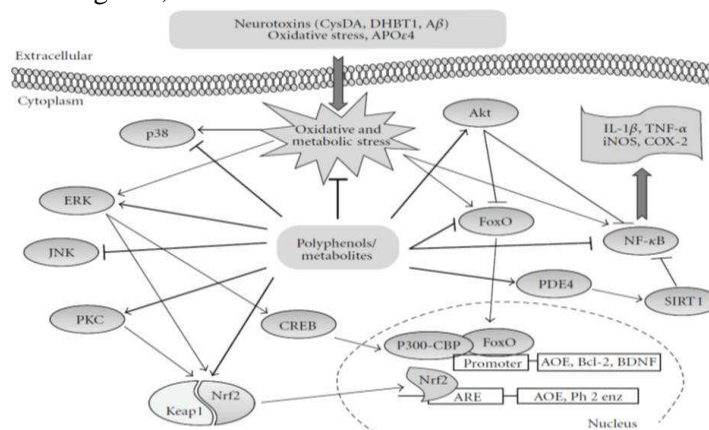 Neurotoxins (CysDA, DHBT1, Aβ)
Oxidative stress, APOε4
Extracellular
Cytoplasm
Oxidative and
metabolic stress
p38
Akt
IL-1β, TNF-α
iNOS, COX-2
ERK
FoxO
JNK
Polyphenols/
metabolites
NF-κB
PDE4
SIRT1
PKC
CREB
P300-CBP
FoxO
Promoter
AOE, Bcl-2, BDNF
Nrf2
Keap1
Nrf2
ARE
AOE, Ph 2 enz
Nucleus